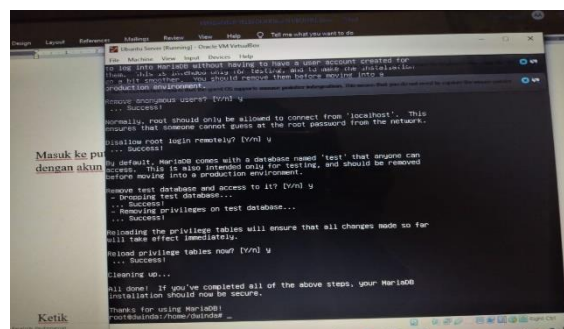 Mailings Review View Help Tell me what you want to do
Design Layout References
Ubuntu Server [Running] - Oracle VM VirtualBox
File Machine View Input Devices Help
to log into MariaDB without having to have a user account created for
them. This is intended only for testing, and to make the installation
go a bit smoother. You should remove them before moving into a
production environment.
Remove anonymous users? [Y/n] y
... Success!
Normally, root should only be allowed to connect from 'localhost'. This
ensures that someone cannot guess at the root password from the network.
Disallow root login remotely? [Y/n] y
... Success!
By default, MariaDB comes with a database named 'test' that anyone can
access. This is also intended only for testing, and should be removed
before moving into a production environment.
Remove test database and access to it? [Y/n] y
- Dropping test database...
... Success!
- Removing privileges on test database...
... Success!
Reloading the privilege tables will ensure that all changes made so far
will take effect immediately.
Reload privilege tables now? [Y/n] y
... Success!
Cleaning up...
All done! If you've completed all of the above steps, your MariaDB
installation should now be secure.
Thanks for using MariaDB!
root@dwinda:/home/dwinda# _
Masuk ke pu
dengan akun
Ketik
Right Ctrl